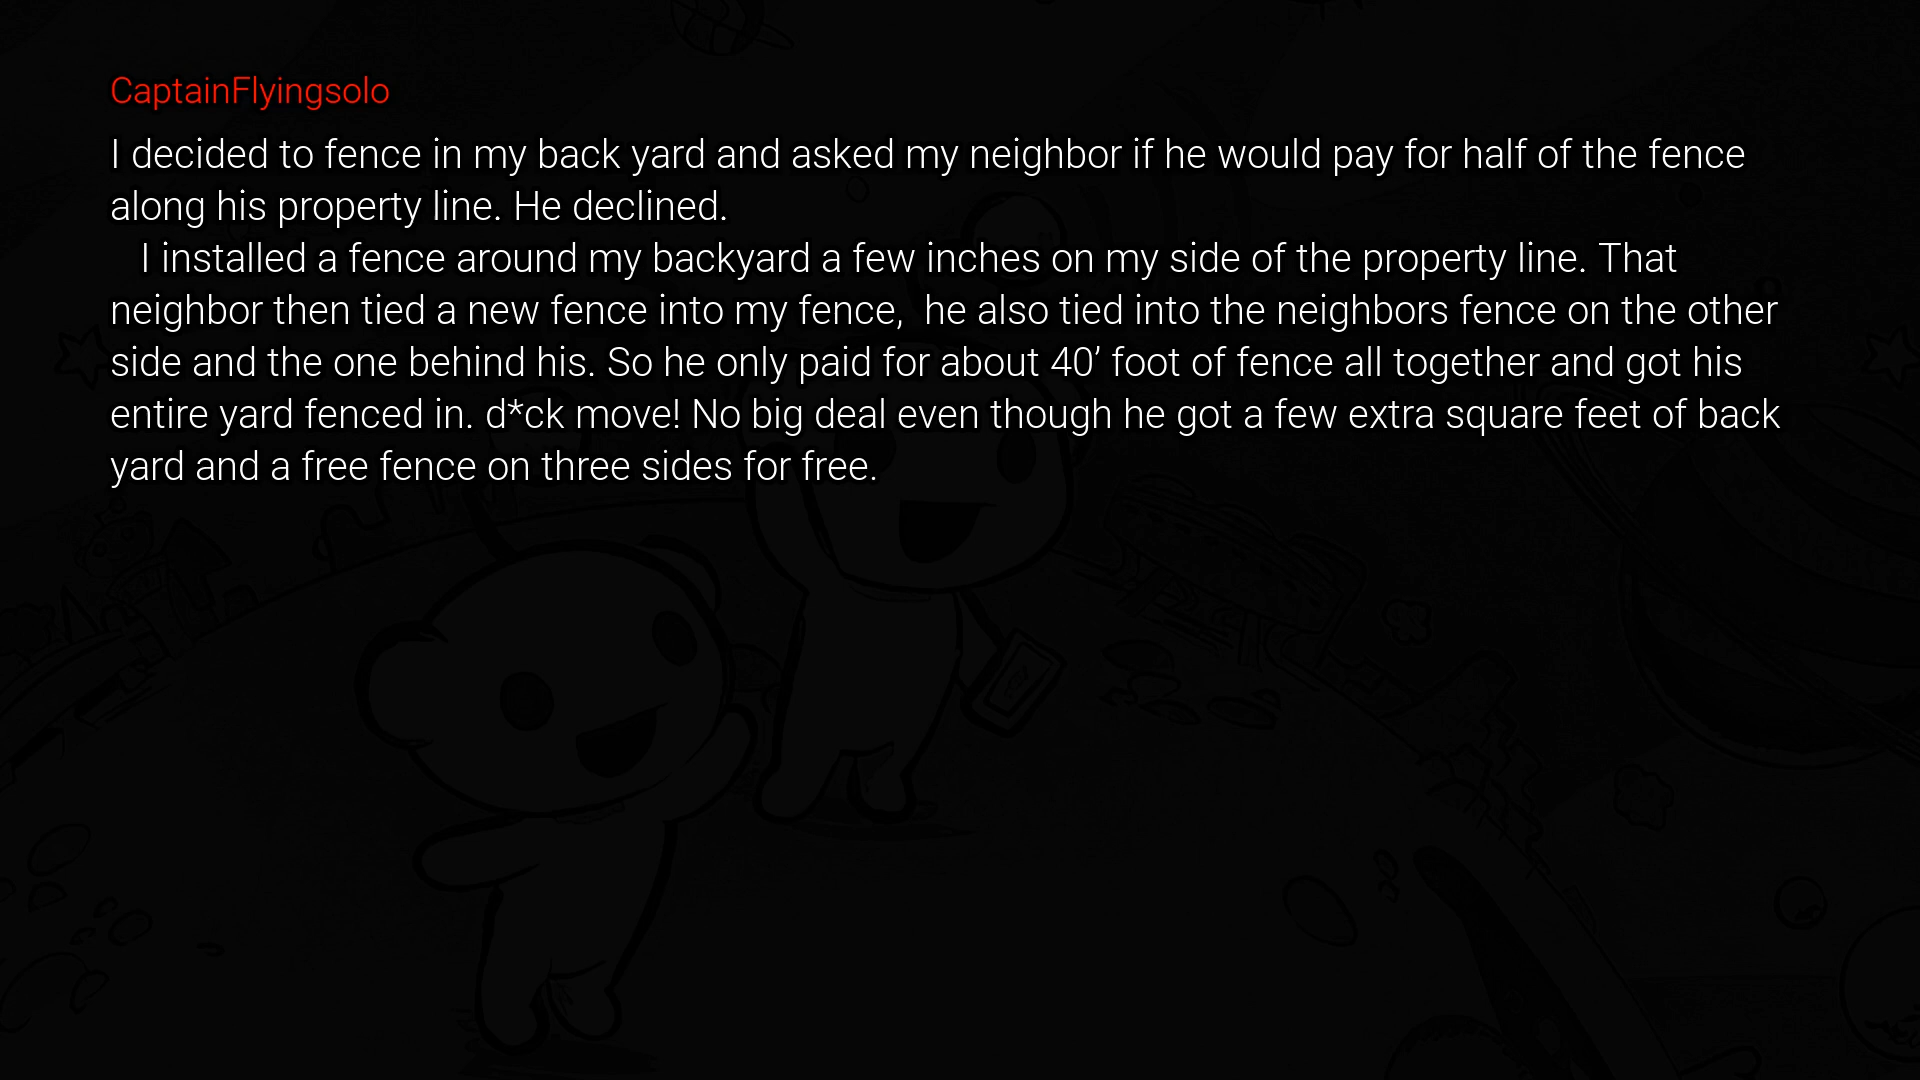 CaptainFlyingsolo
I decided to fence in my back yard and asked my neighbor if he would pay for half of the fence
along his property line. He declined.
I installed a fence around my backyard a few inches on my side of the property line. That
neighbor then tied a new fence into my fence,  he also tied into the neighbors fence on the other
side and the one behind his. So he only paid for about 40’ foot of fence all together and got his
entire yard fenced in. d*ck move! No big deal even though he got a few extra square feet of back
yard and a free fence on three sides for free.